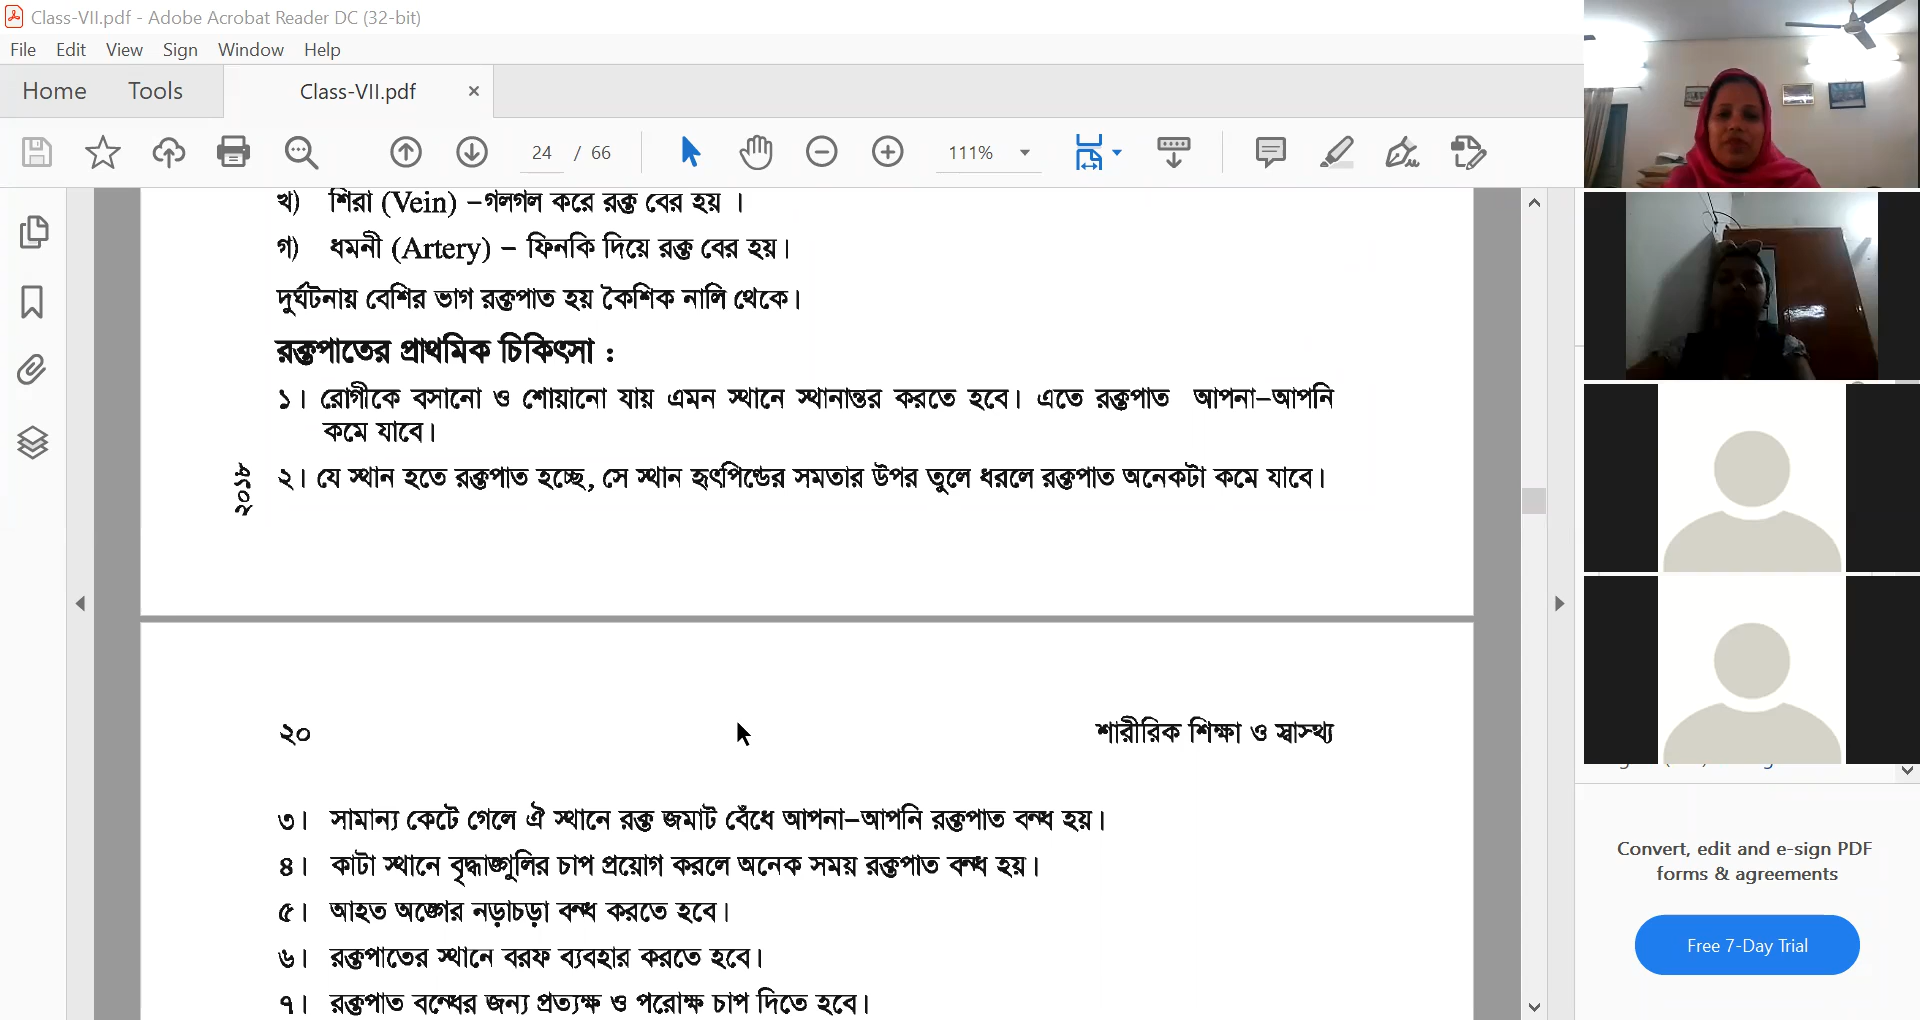 Class-VII.pdf - Adobe Acrobat Reader DC (32-bit)
File Edit View Sign Window Help
Home Tools Class-VII.pdf ×
24 / 66 111%
খ) শিরা (Vein) –গলগল করে রক্ত বের হয় ।
গ) ধমনী (Artery) – ফিনকি দিয়ে রক্ত বের হয়।
দুর্ঘটনায় বেশির ভাগ রক্তপাত হয় কৈশিক নালি থেকে।
রক্তপাতের প্রাথমিক চিকিৎসা :
১। রোগীকে বসানো ও শোয়ানো যায় এমন স্থানে স্থানান্তর করতে হবে। এতে রক্তপাত আপনা–আপনি
কমে যাবে।
২০১৮
২। যে স্থান হতে রক্তপাত হচ্ছে, সে স্থান হৃৎপিণ্ডের সমতার উপর তুলে ধরলে রক্তপাত অনেকটা কমে যাবে।
২০ শারীরিক শিক্ষা ও স্বাস্থ্য
৩। সামান্য কেটে গেলে ঐ স্থানে রক্ত জমাট বেঁধে আপনা–আপনি রক্তপাত বন্ধ হয়।
৪। কাটা স্থানে বৃদ্ধাঙ্গুলির চাপ প্রয়োগ করলে অনেক সময় রক্তপাত বন্ধ হয়।
৫। আহত অঙ্গের নড়াচড়া বন্ধ করতে হবে।
৬। রক্তপাতের স্থানে বরফ ব্যবহার করতে হবে।
৭। রক্তপাত বন্ধের জন্য প্রত্যক্ষ ও পরোক্ষ চাপ দিতে হবে।
Convert, edit and e-sign PDF
forms & agreements
Free 7-Day Trial